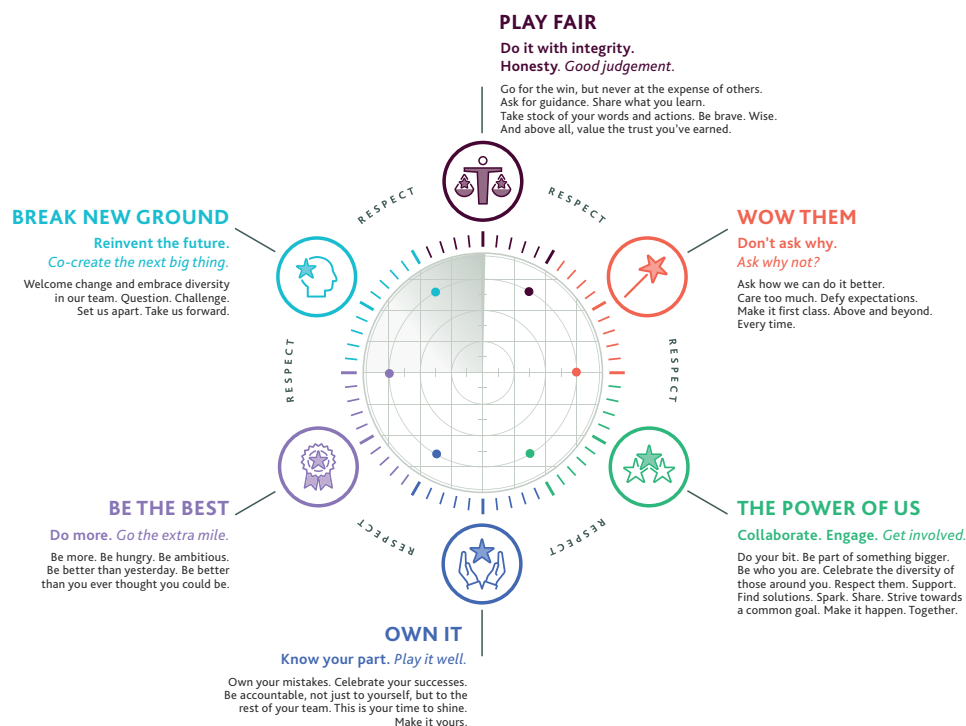 PLAY FAIR
Do it with integrity.
Honesty. Good judgement.
Go for the win, but never at the expense of others.
Ask for guidance. Share what you learn.
Take stock of your words and actions. Be brave. Wise.
And above all, value the trust you've earned.
RESPECT
RESPECT
BREAK NEW GROUND
Reinvent the future.
Co-create the next big thing.
Welcome change and embrace diversity
in our team. Question. Challenge.
Set us apart. Take us forward.
WOW THEM
Don't ask why.
Ask why not?
Ask how we can do it better.
Care too much. Defy expectations.
Make it first class. Above and beyond.
Every time.
RESPECT
RESPECT
BE THE BEST
Do more. Go the extra mile.
Be more. Be hungry. Be ambitious.
Be better than yesterday. Be better
than you ever thought you could be.
THE POWER OF US
Collaborate. Engage. Get involved.
Do your bit. Be part of something bigger.
Be who you are. Celebrate the diversity of
those around you. Respect them. Support.
Find solutions. Spark. Share. Strive towards
a common goal. Make it happen. Together.
RESPECT
RESPECT
OWN IT
Know your part. Play it well.
Own your mistakes. Celebrate your successes.
Be accountable, not just to yourself, but to the
rest of your team. This is your time to shine.
Make it yours.